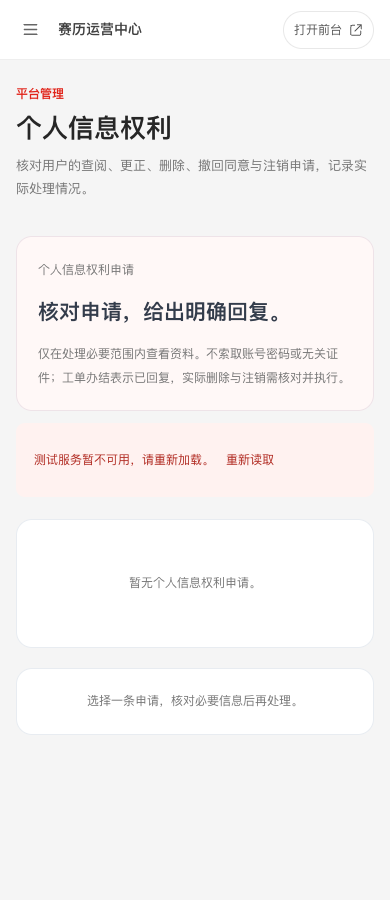 赛历运营中心
打开前台
平台管理
个人信息权利
核对用户的查阅、更正、删除、撤回同意与注销申请，记录实
际处理情况。
个人信息权利申请
核对申请，给出明确回复。
仅在处理必要范围内查看资料。不索取账号密码或无关证
件；工单办结表示已回复，实际删除与注销需核对并执行。
测试服务暂不可用，请重新加载。 重新读取
暂无个人信息权利申请。
选择一条申请，核对必要信息后再处理。